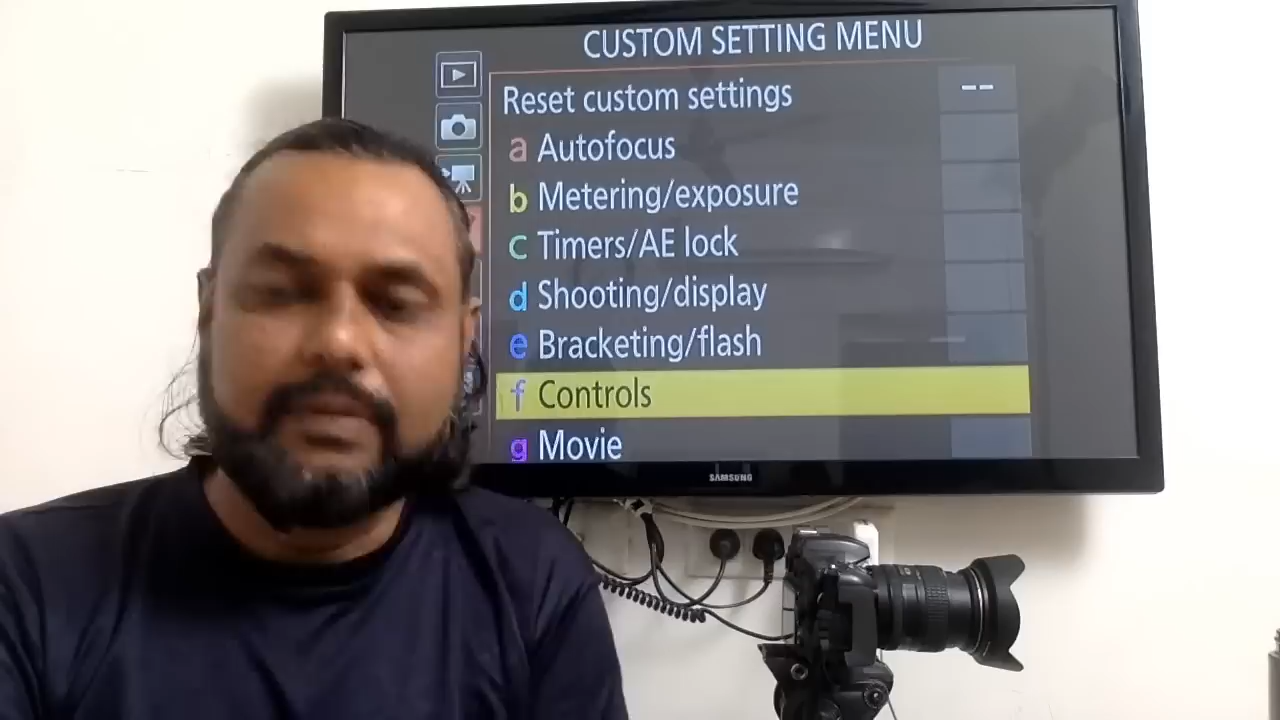 CUSTOM SETTING MENU
Reset custom settings --
a Autofocus
b Metering/exposure
c Timers/AE lock
d Shooting/display
e Bracketing/flash
f Controls
g Movie
SAMSUNG